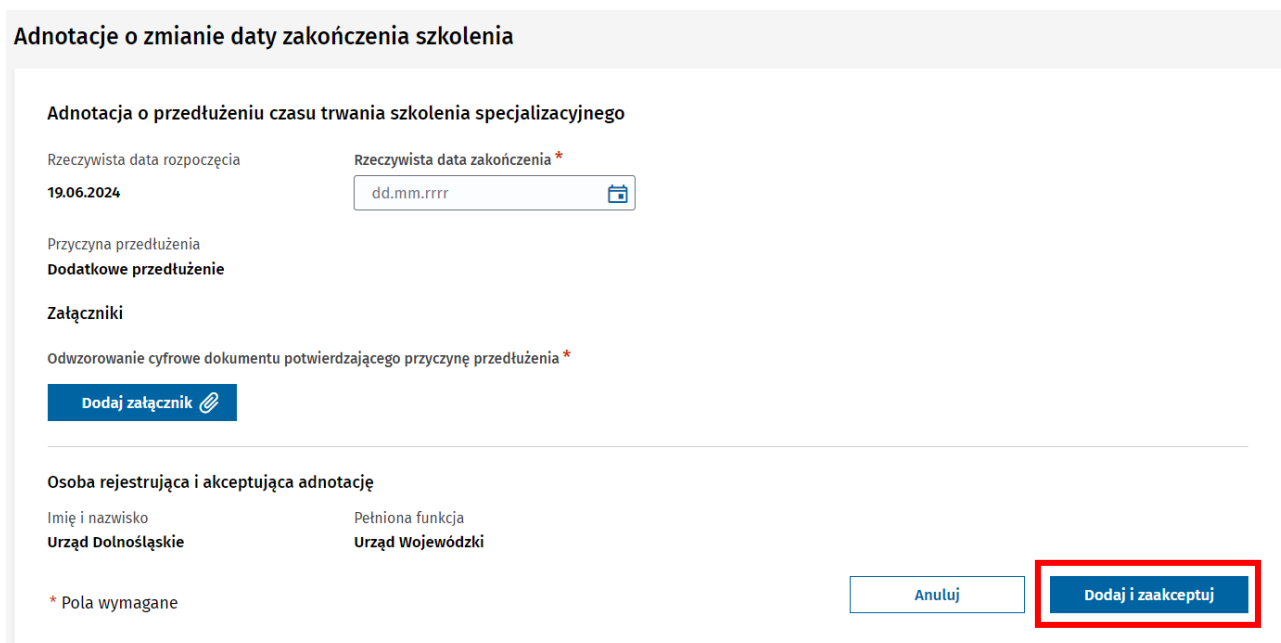 Adnotacje o zmianie daty zakończenia szkolenia
Adnotacja o przedłużeniu czasu trwania szkolenia specjalizacyjnego
Rzeczywista data rozpoczęcia
Rzeczywista data zakończenia *
19.06.2024
dd.mm.rrrr
Przyczyna przedłużenia
Dodatkowe przedłużenie
Załączniki
Odwzorowanie cyfrowe dokumentu potwierdzającego przyczynę przedłużenia *
Dodaj załącznik
Osoba rejestrująca i akceptująca adnotację
Imię i nazwisko
Pełniona funkcja
Urząd Dolnośląskie
Urząd Wojewódzki
* Pola wymagane
Anuluj
Dodaj i zaakceptuj